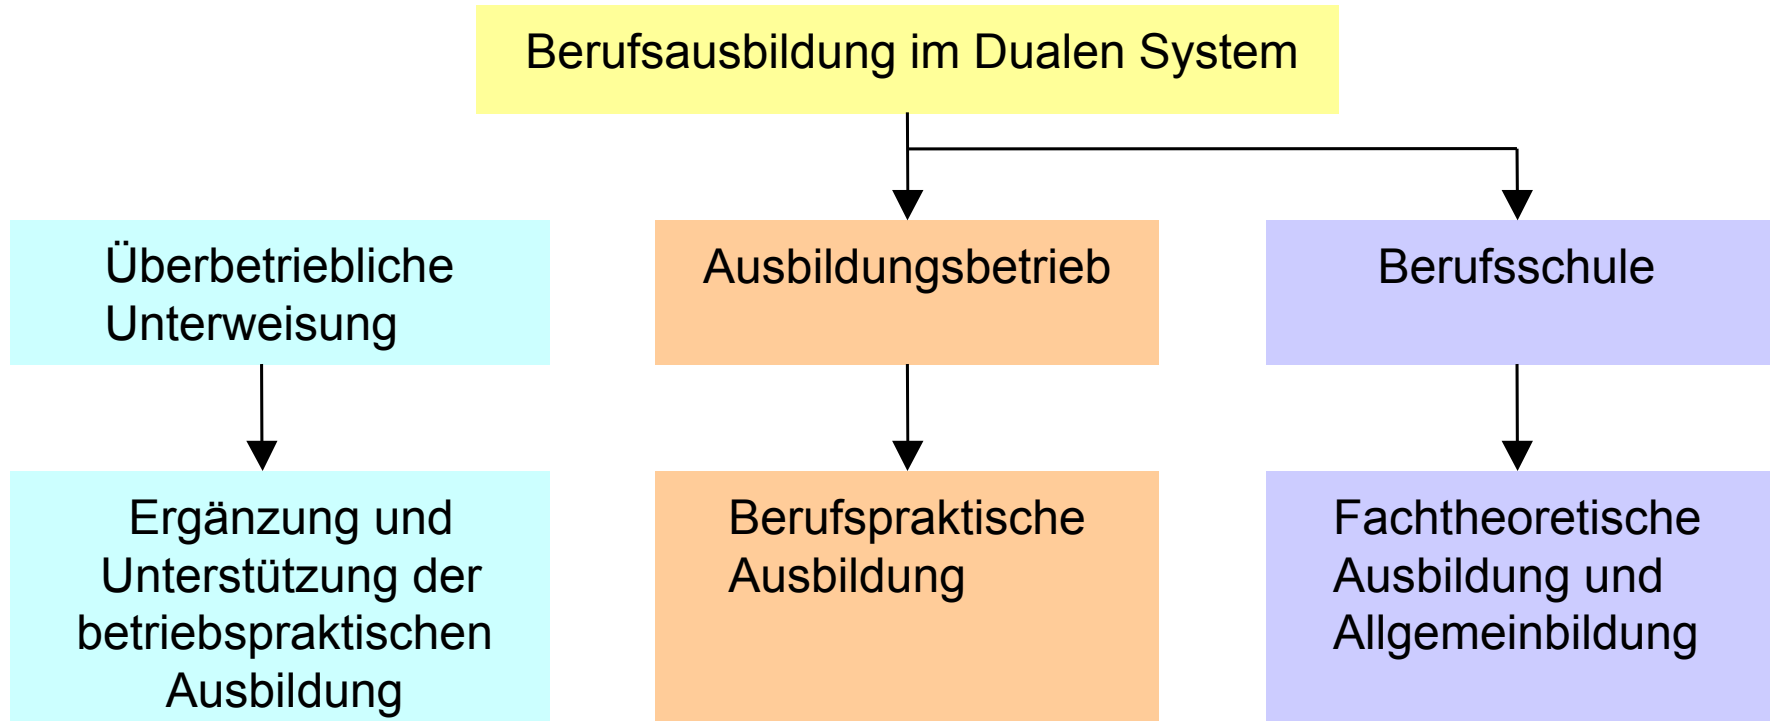 Berufsausbildung im Dualen System
Überbetriebliche
Unterweisung
Ausbildungsbetrieb
Berufsschule
Ergänzung und
Unterstützung der
betriebspraktischen
Ausbildung
Berufspraktische
Ausbildung
Fachtheoretische
Ausbildung und
Allgemeinbildung